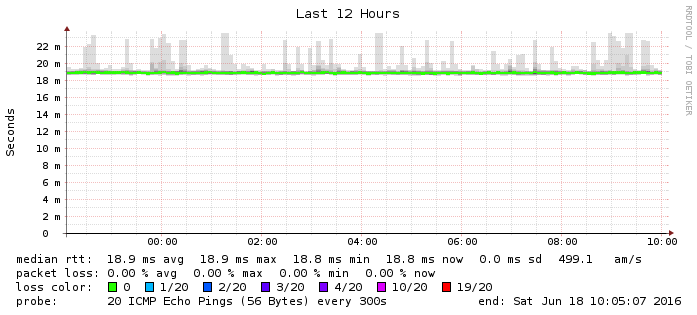 Last 12 Hours
RRDTOOL / TOBI OETIKER
Seconds
22 m
20 m
18 m
16 m
14 m
12 m
10 m
8 m
6 m
4 m
2 m
0
00:00 02:00 04:00 06:00 08:00 10:00
median rtt: 18.9 ms avg 18.9 ms max 18.8 ms min 18.8 ms now 0.0 ms sd 499.1 am/s
packet loss: 0.00 % avg 0.00 % max 0.00 % min 0.00 % now
loss color: 0 1/20 2/20 3/20 4/20 10/20 19/20
probe: 20 ICMP Echo Pings (56 Bytes) every 300s end: Sat Jun 18 10:05:07 2016